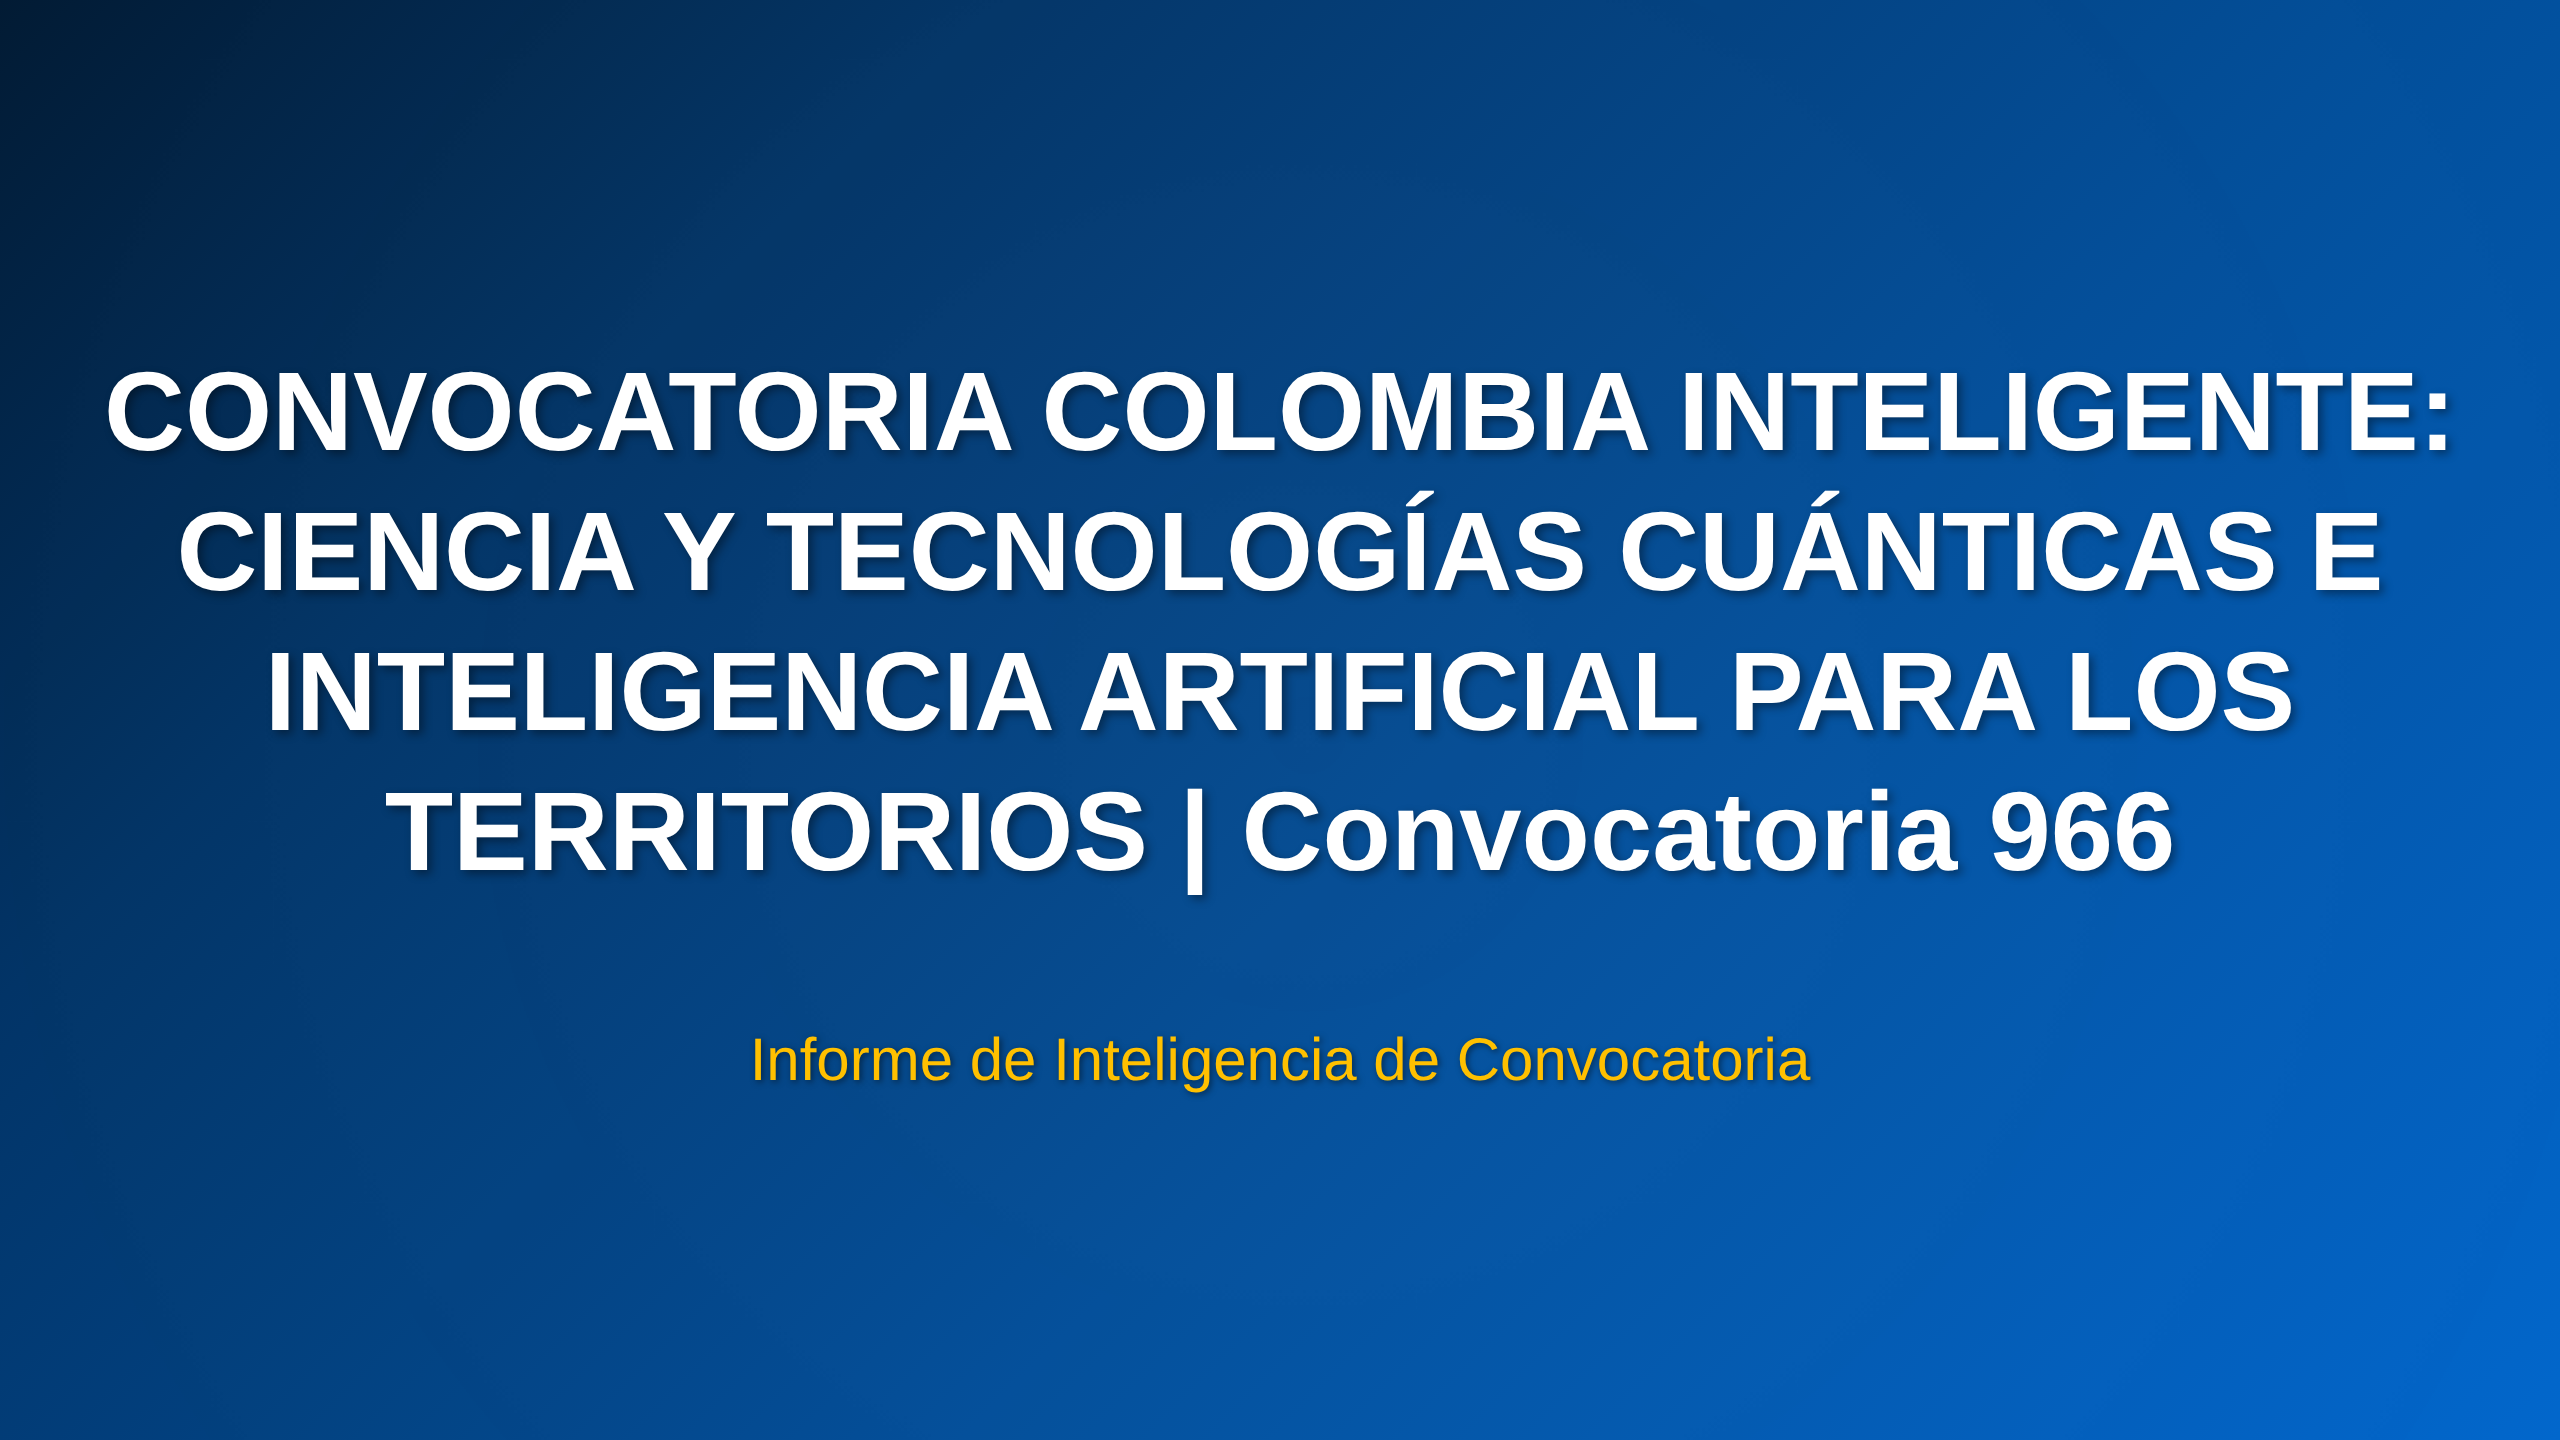 CONVOCATORIA COLOMBIA INTELIGENTE:
CIENCIA Y TECNOLOGÍAS CUÁNTICAS E
INTELIGENCIA ARTIFICIAL PARA LOS
TERRITORIOS | Convocatoria 966
Informe de Inteligencia de Convocatoria